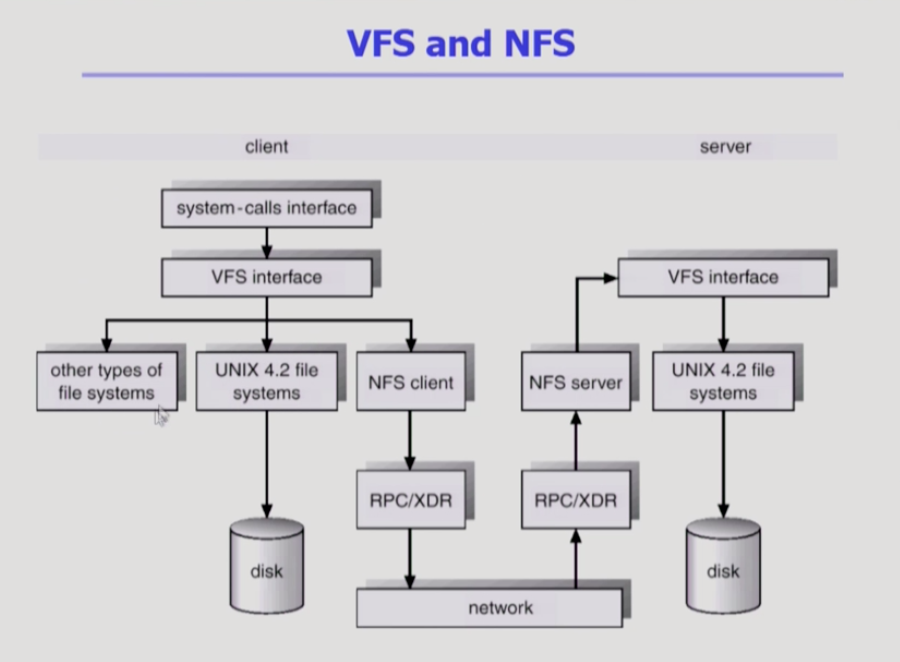 VFS and NFS
client
server
system-calls interface
VFS interface
VFS interface
other types of
file systems
UNIX 4.2 file
systems
NFS client
NFS server
UNIX 4.2 file
systems
RPC/XDR
RPC/XDR
disk
disk
network